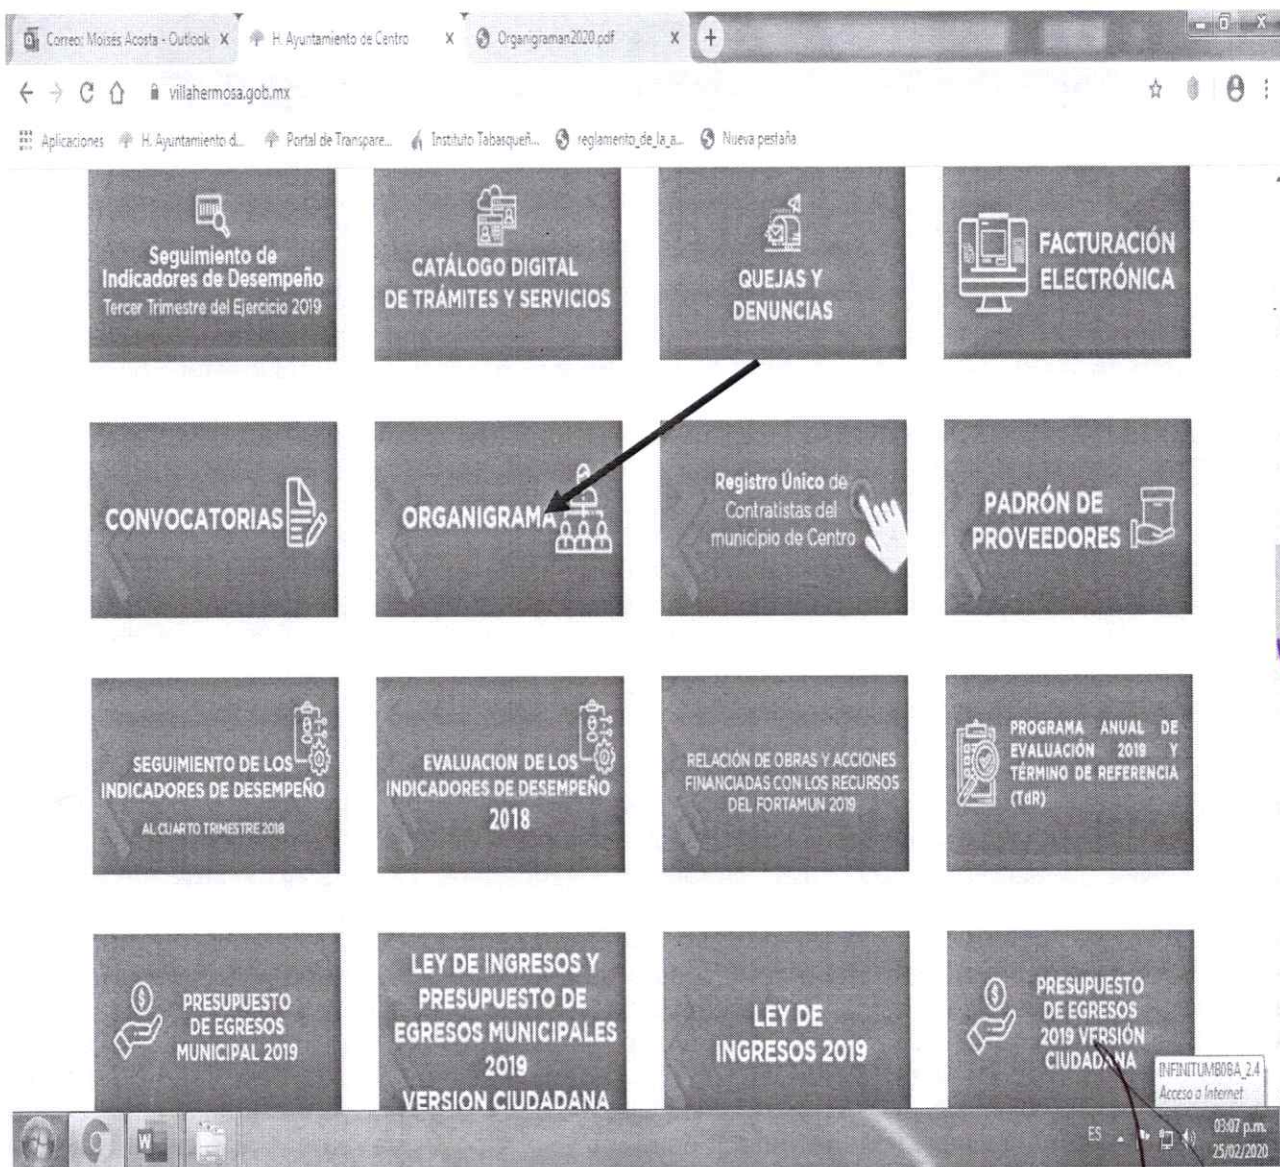 Correo: Moisés Acosta - Outlook X
H. Ayuntamiento de Centro X
Organigraman2020.pdf X
villahermosa.gob.mx
Aplicaciones
H. Ayuntamiento d...
Portal de Transpare...
Instituto Tabasqueñ...
reglamento_de_la_a...
Nueva pestaña
Seguimiento de
Indicadores de Desempeño
Tercer Trimestre del Ejercicio 2019
CATÁLOGO DIGITAL
DE TRÁMITES Y SERVICIOS
QUEJAS Y
DENUNCIAS
FACTURACIÓN
ELECTRÓNICA
CONVOCATORIAS
ORGANIGRAMA
Registro Único de
Contratistas del
municipio de Centro
PADRÓN DE
PROVEEDORES
SEGUIMIENTO DE LOS
INDICADORES DE DESEMPEÑO
AL CUARTO TRIMESTRE 2018
EVALUACION DE LOS
INDICADORES DE DESEMPEÑO
2018
RELACIÓN DE OBRAS Y ACCIONES
FINANCIADAS CON LOS RECURSOS
DEL FORTAMUN 2019
PROGRAMA ANUAL DE
EVALUACIÓN 2019 Y
TÉRMINO DE REFERENCIA
(TdR)
PRESUPUESTO
DE EGRESOS
MUNICIPAL 2019
LEY DE INGRESOS Y
PRESUPUESTO DE
EGRESOS MUNICIPALES
2019
VERSION CIUDADANA
LEY DE
INGRESOS 2019
PRESUPUESTO
DE EGRESOS
2019 VERSIÓN
CIUDADANA
Acceso a Internet
ES
03:07 p.m.
25/02/2020